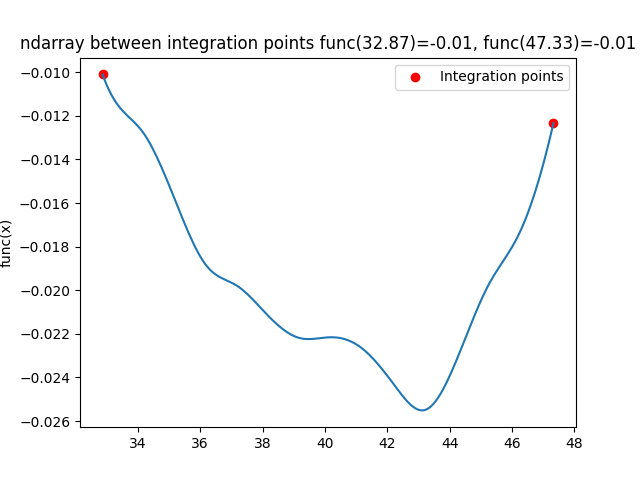 ndarray between integration points func(32.87)=-0.01, func(47.33)=-0.01
Integration points
func(x)
−0.010
−0.012
−0.014
−0.016
−0.018
−0.020
−0.022
−0.024
−0.026
34 36 38 40 42 44 46 48